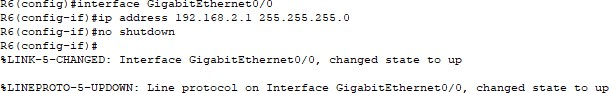 R6(config)#interface GigabitEthernet0/0
R6(config-if)#ip address 192.168.2.1 255.255.255.0
R6(config-if)#no shutdown
R6(config-if)#
%LINK-5-CHANGED: Interface GigabitEthernet0/0, changed state to up
%LINEPROTO-5-UPDOWN: Line protocol on Interface GigabitEthernet0/0, changed state to up